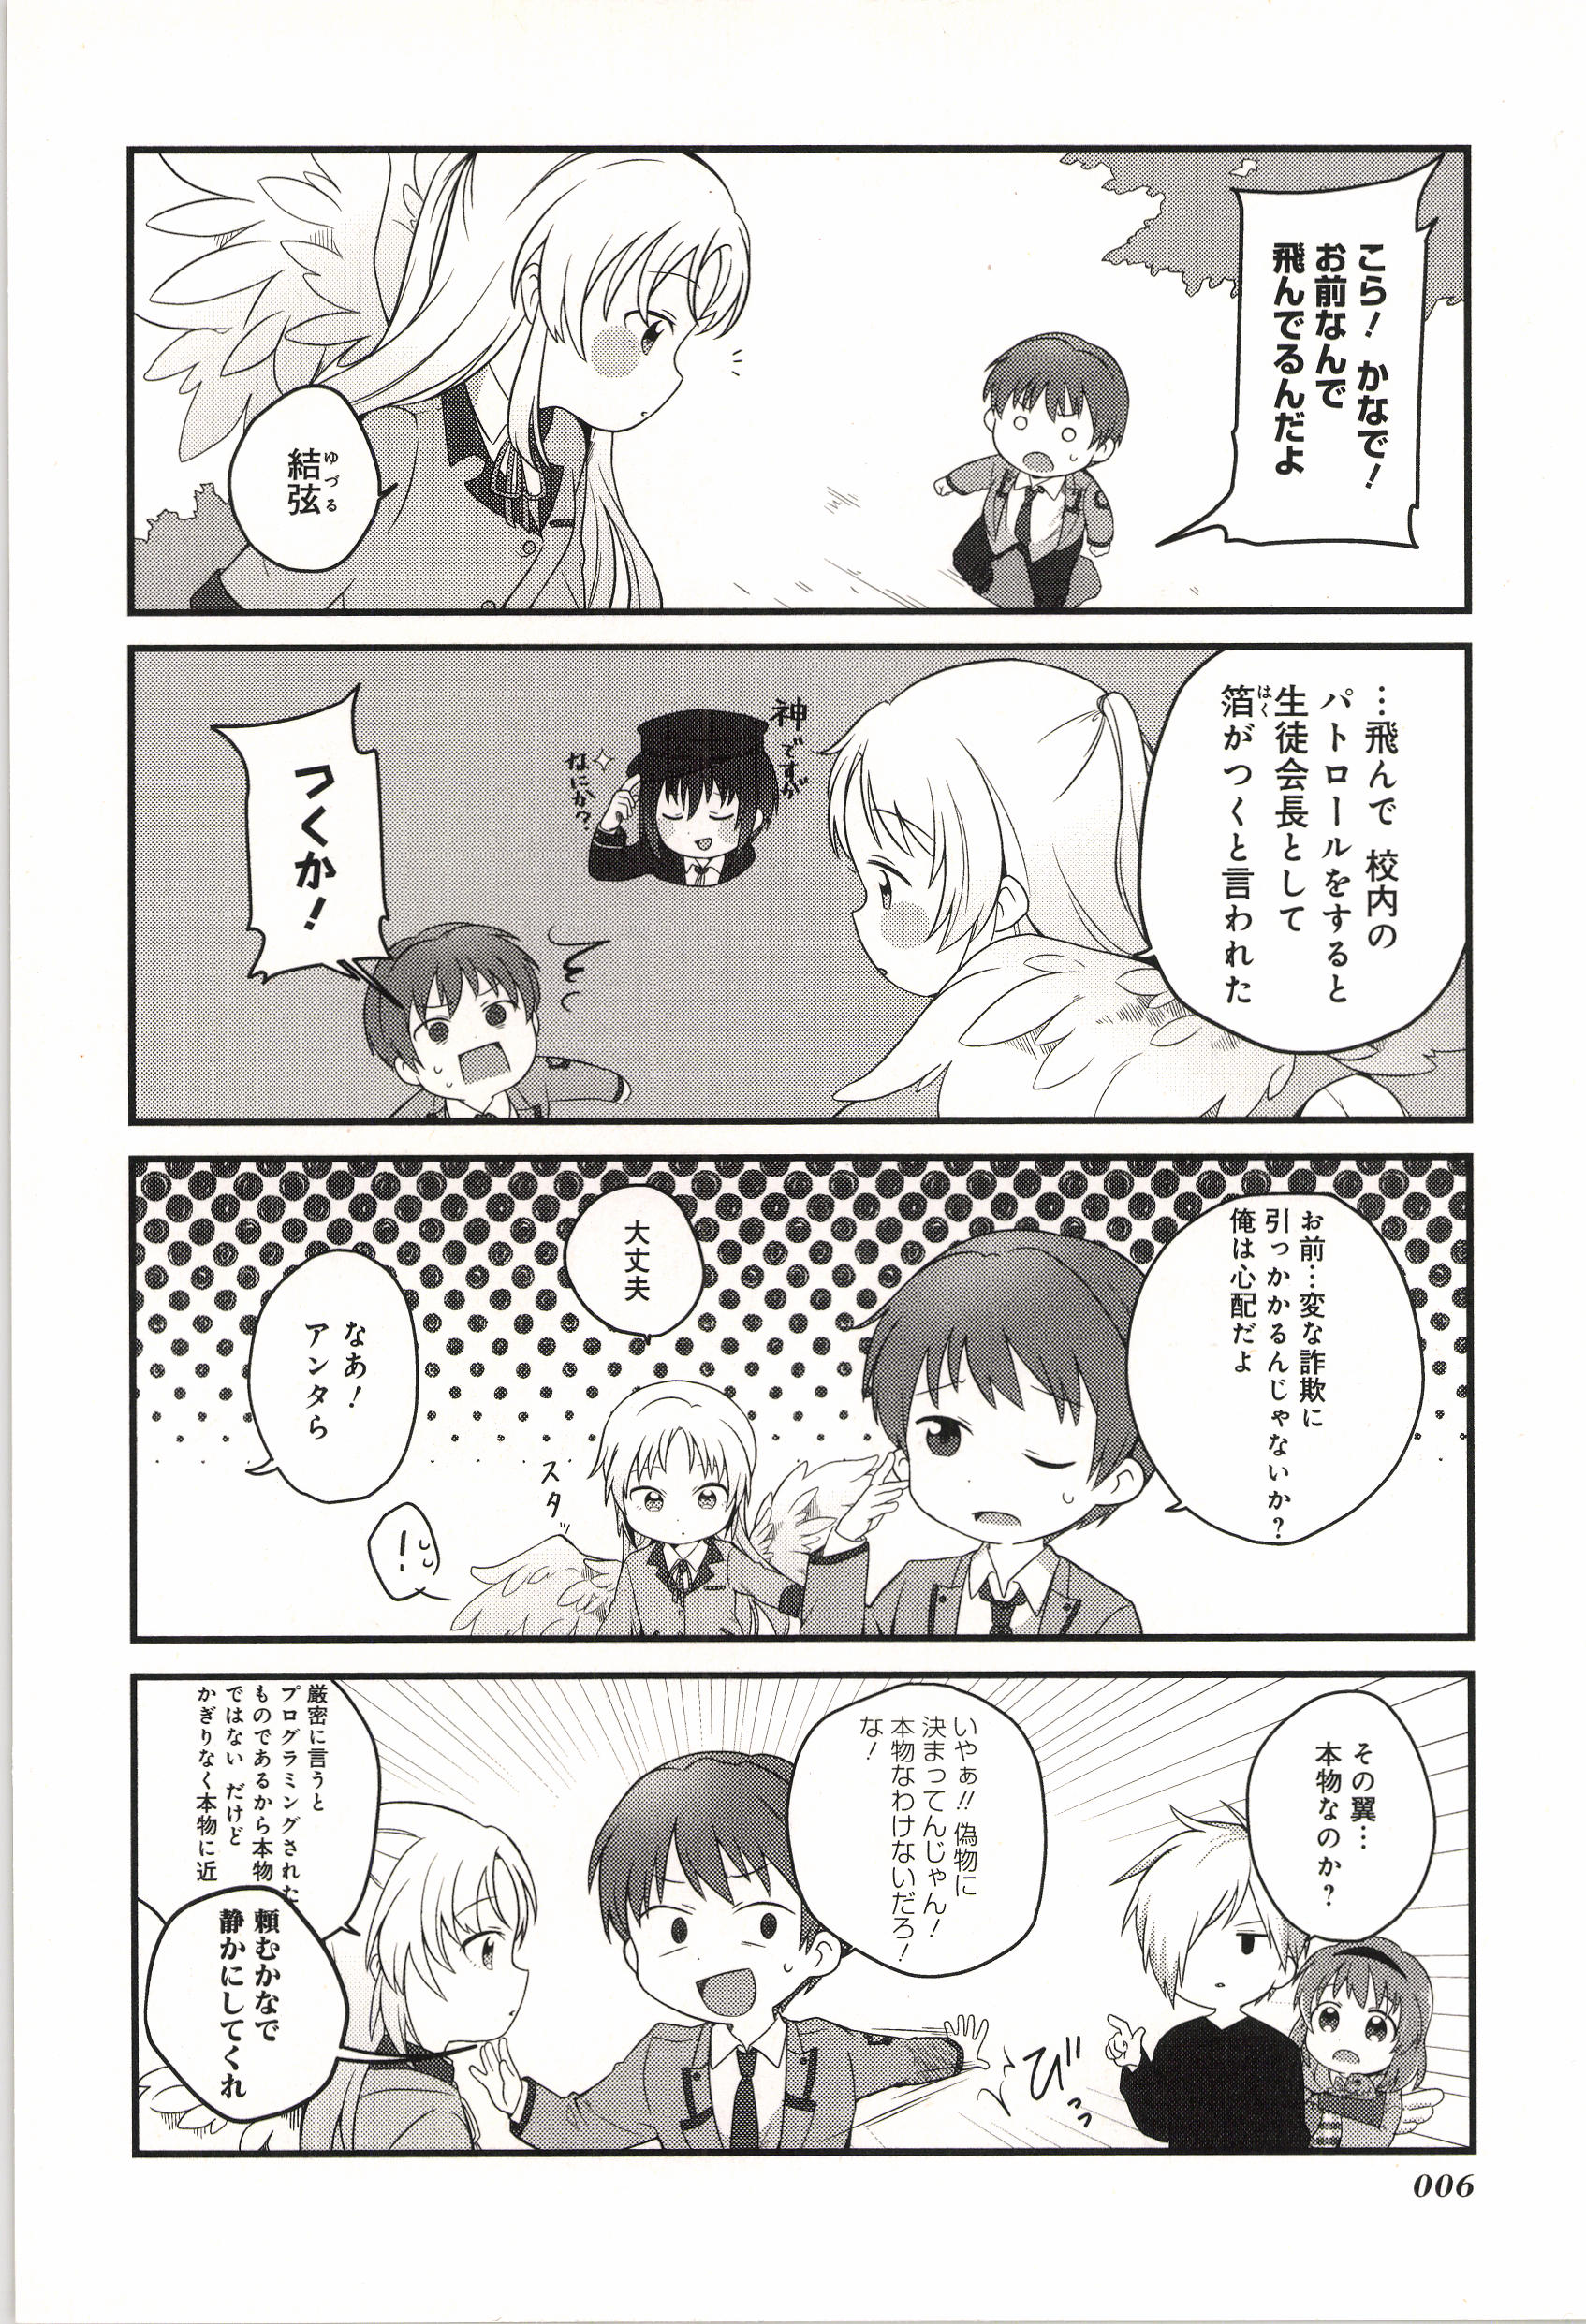 こら！かなで！
お前なんで
飛んでるんだよ
結弦
ゆづる
…飛んで 校内の
パトロールをすると
生徒会長として
箔がつくと言われた
はく
神ですが
なにか？
つくか！
お前…変な詐欺に
引っかかるんじゃないか？
俺は心配だよ
大丈夫
スタッ
なあ！
アンタら
！
その翼…
本物なのか？
びっ
いやぁ!! 偽物に
決まってんじゃん！
本物なわけないだろ！
な！
厳密に言うと
プログラミングされた
ものであるから本物
ではない だけど
かぎりなく本物に近
頼むかなで
静かにしてくれ
006